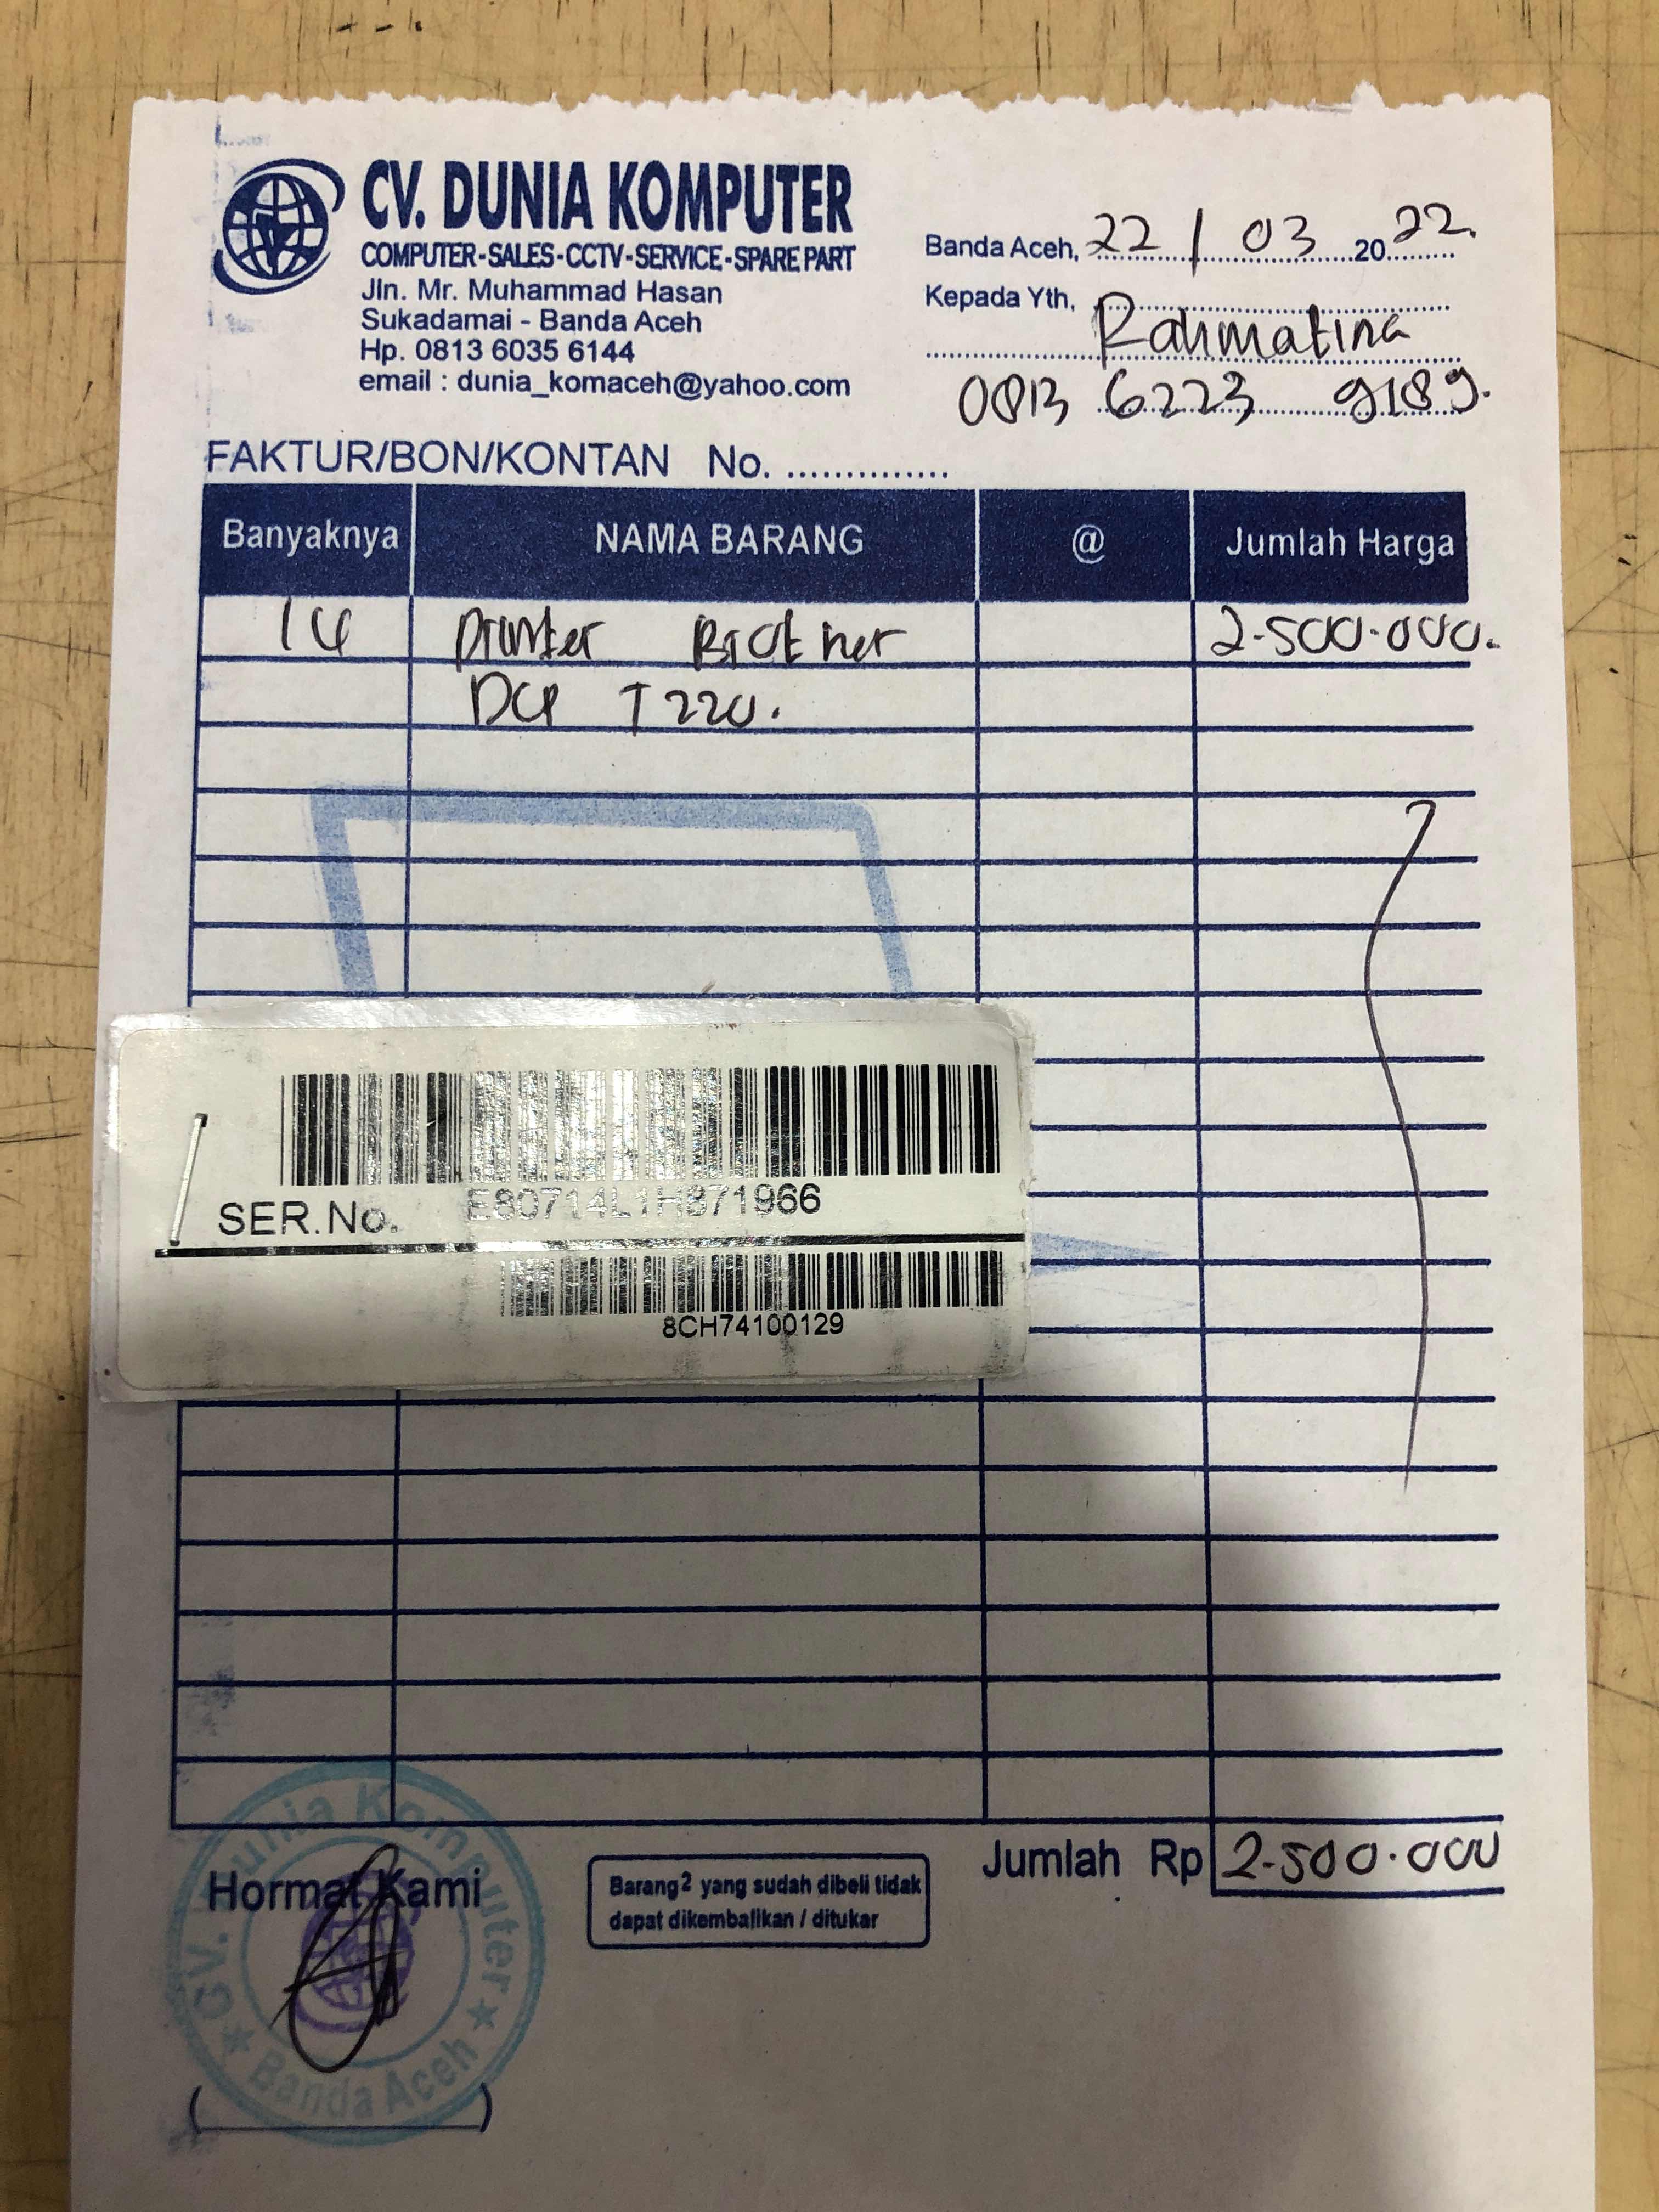 CV. DUNIA KOMPUTER
COMPUTER - SALES - CCTV - SERVICE - SPARE PART
Jln. Mr. Muhammad Hasan
Sukadamai - Banda Aceh
Hp. 0813 6035 6144
email : dunia_komaceh@yahoo.com
Banda Aceh, 22 / 03 20 22.
Kepada Yth,
Rahmatina
0813 6223 9189.
FAKTUR/BON/KONTAN No. ..............
Banyaknya NAMA BARANG @ Jumlah Harga
Printer Brother 2.500.000.
DCP T220.
SER.No. E80714L1H871966
8CH74100129
Jumlah Rp 2.500.000
Hormat Kami
Barang2 yang sudah dibeli tidak
dapat dikembalikan / ditukar
CV. Dunia Komputer
★ Banda Aceh ★